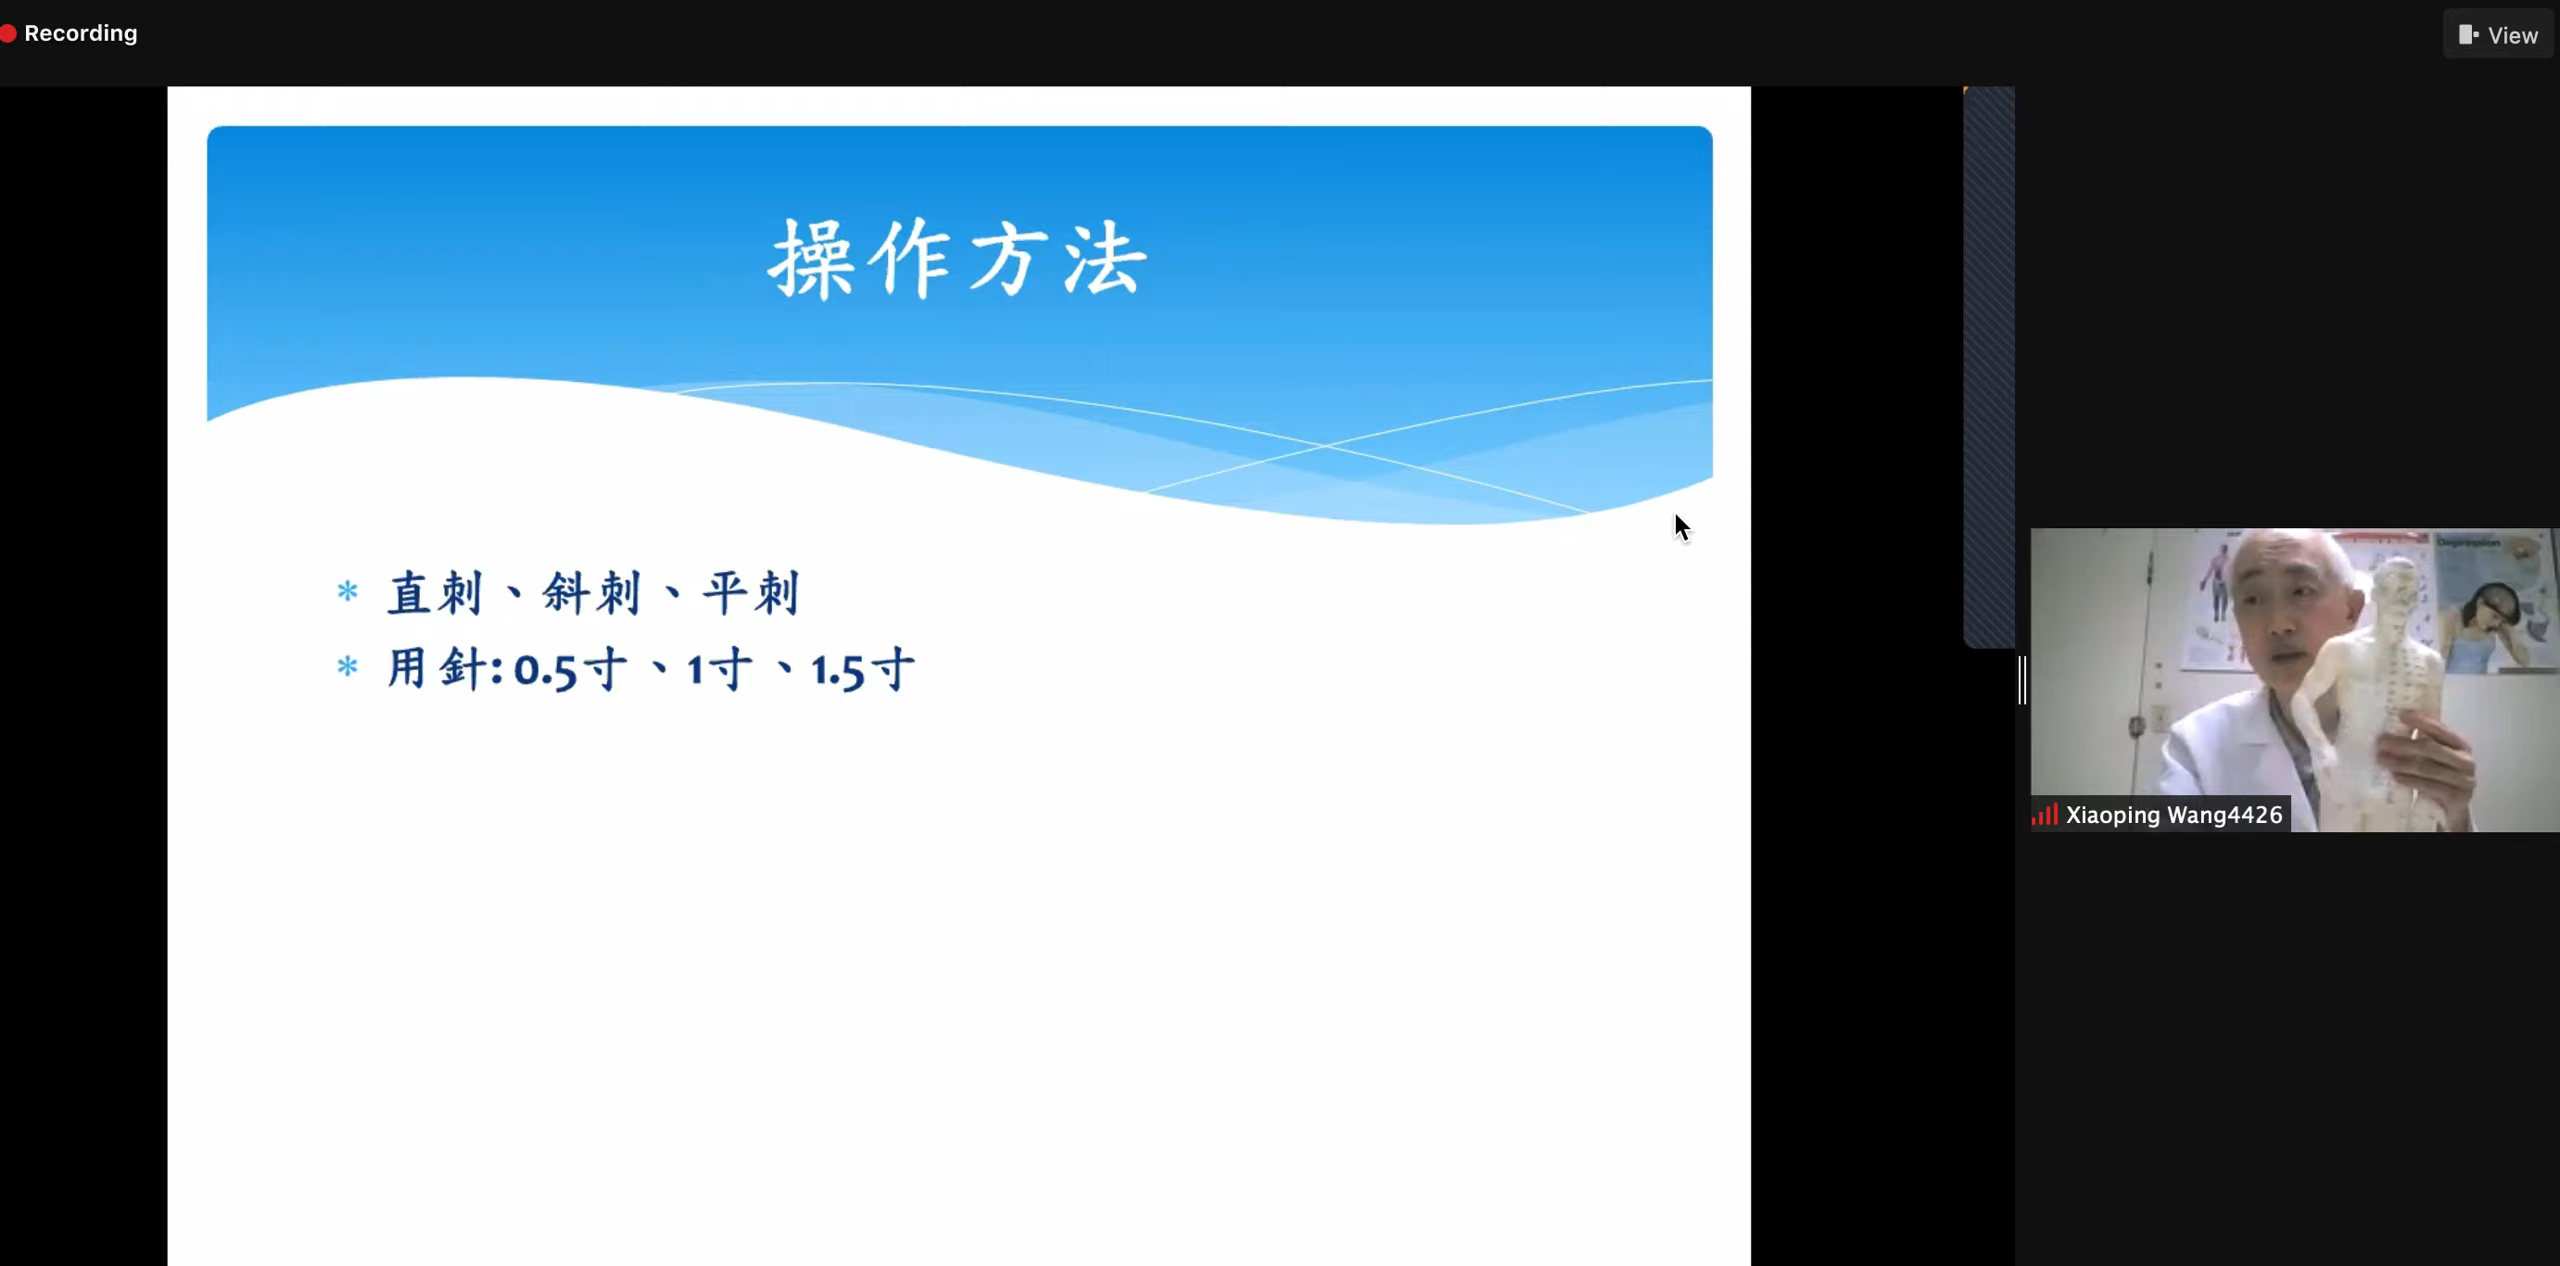 Recording
View
操作方法
* 直刺、斜刺、平刺
* 用針: 0.5寸、1寸、1.5寸
Depression
Xiaoping Wang4426